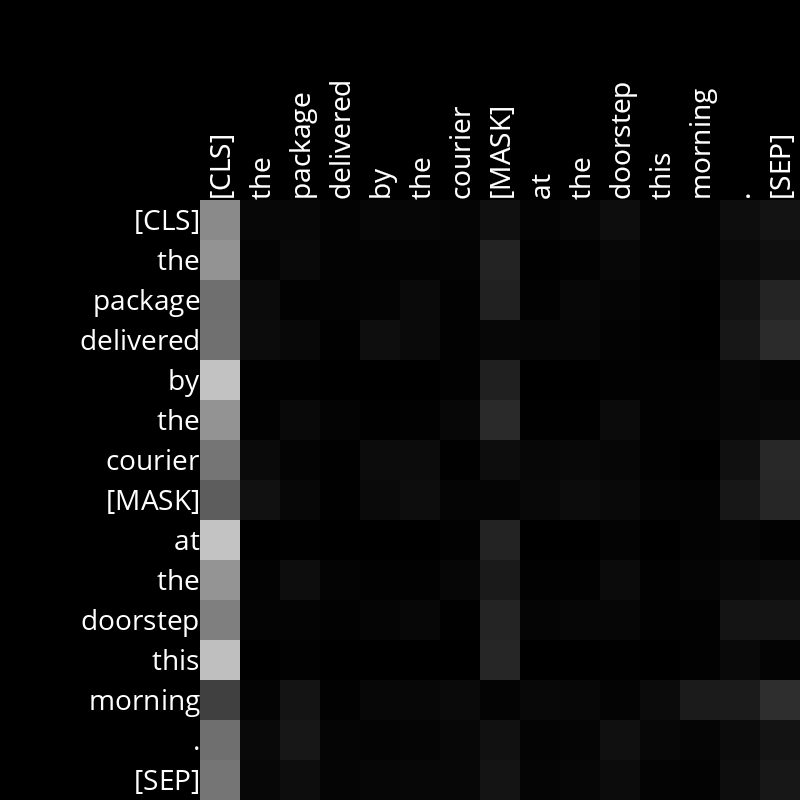 [CLS] the package delivered by the courier [MASK] at the doorstep this morning . [SEP]
[CLS]
the
package
delivered
by
the
courier
[MASK]
at
the
doorstep
this
morning
.
[SEP]